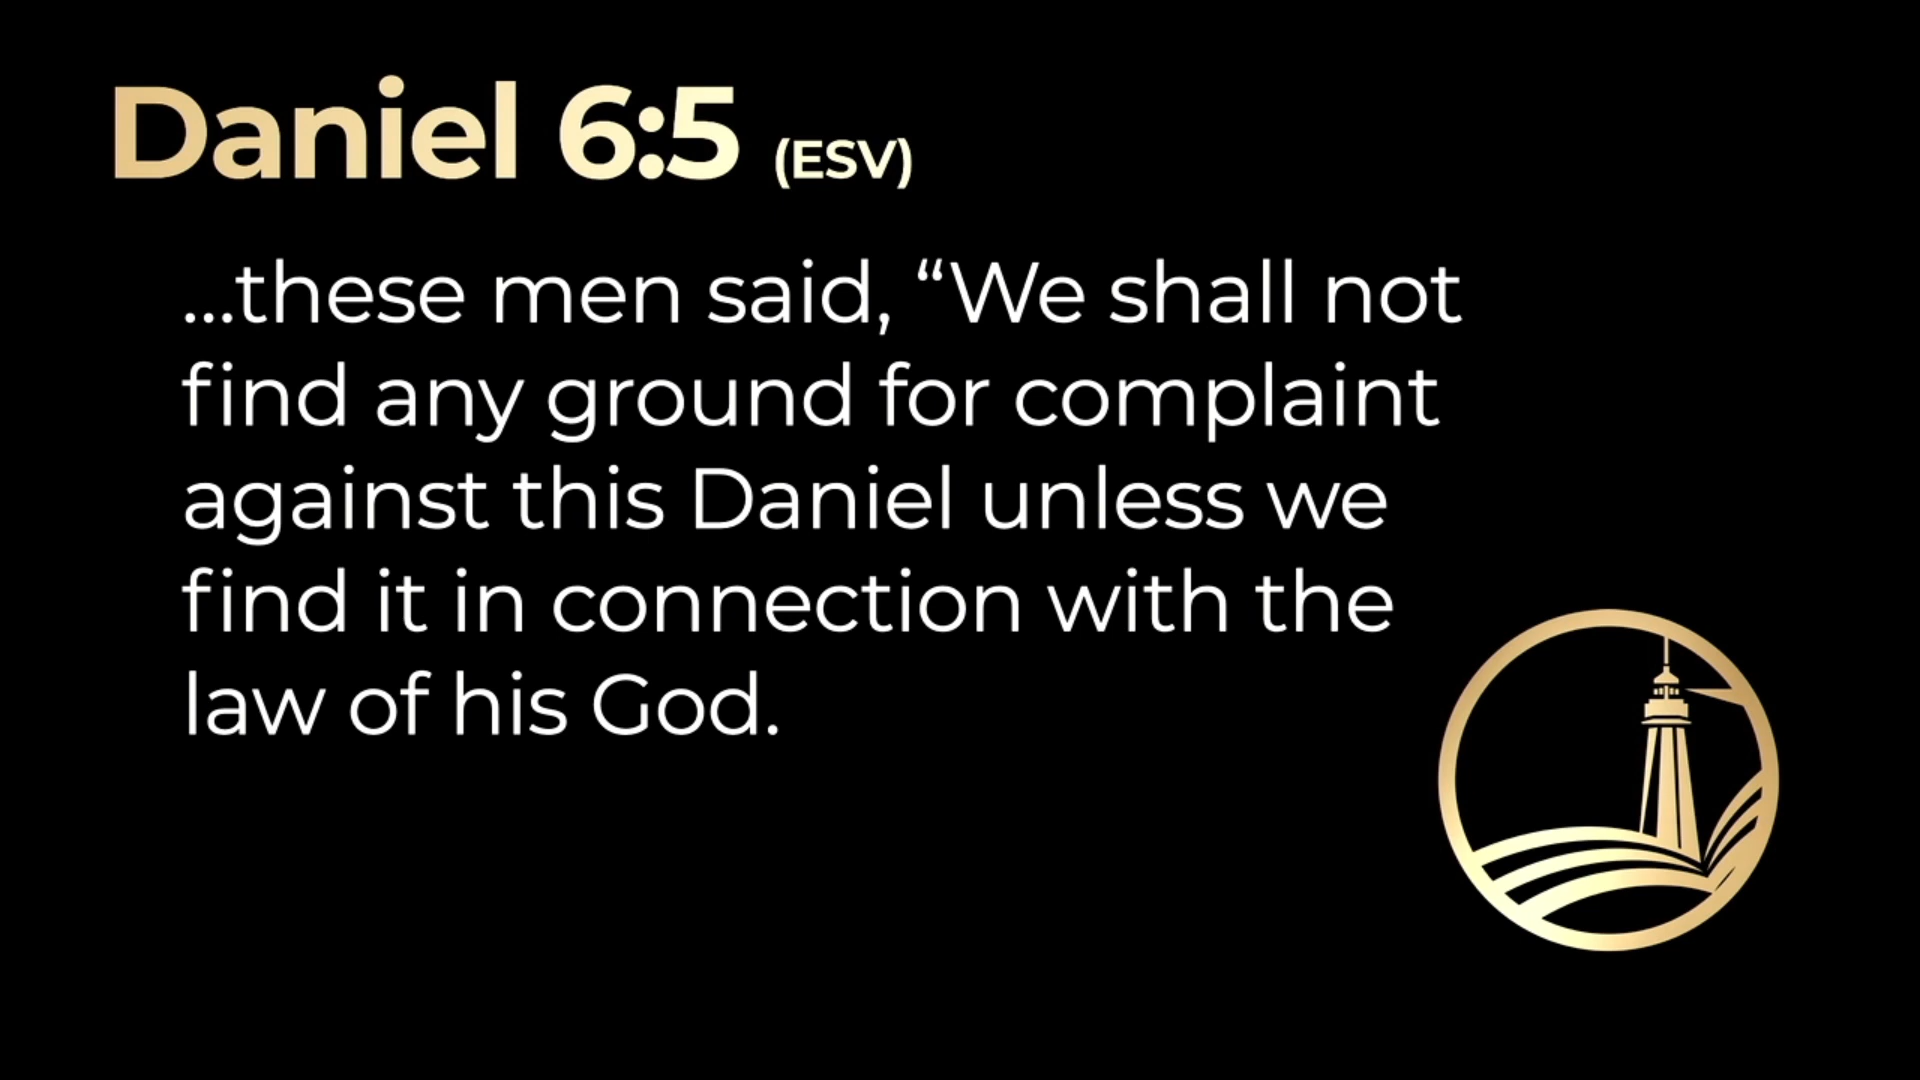 Daniel 6:5 (ESV)
...these men said, “We shall not
find any ground for complaint
against this Daniel unless we
find it in connection with the
law of his God.